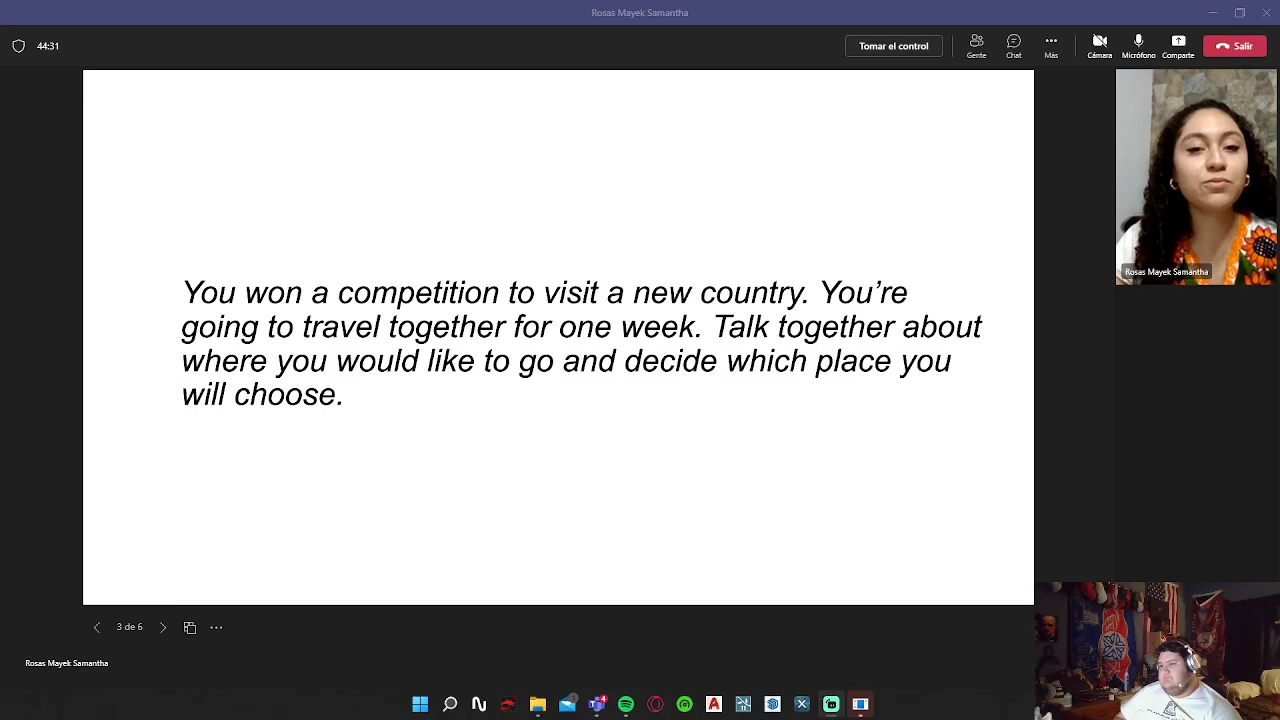 Rosas Mayek Samantha
44:31
Tomar el control
Gente
Chat
Más
Cámara
Micrófono
Comparte
Salir
You won a competition to visit a new country. You’re
going to travel together for one week. Talk together about
where you would like to go and decide which place you
will choose.
Rosas Mayek Samantha
3 de 6
Rosas Mayek Samantha